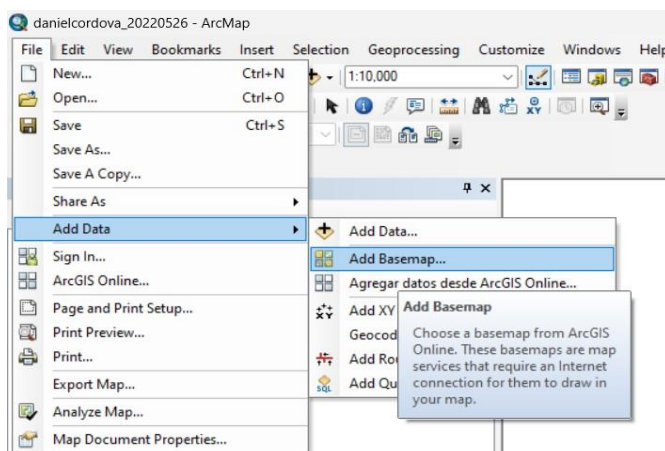 danielcordova_20220526 - ArcMap
File Edit View Bookmarks Insert Selection Geoprocessing Customize Windows Help
New... Ctrl+N
1:10,000
Open... Ctrl+O
Save Ctrl+S
Save As...
Save A Copy...
Share As
Add Data
Add Data...
Sign In...
Add Basemap...
ArcGIS Online...
Agregar datos desde ArcGIS Online...
Page and Print Setup...
Add XY
Print Preview...
Geocod
Print...
Add Rou
Export Map...
Add Qu
SQL
Analyze Map...
Map Document Properties...
Add Basemap
Choose a basemap from ArcGIS
Online. These basemaps are map
services that require an Internet
connection for them to draw in
your map.